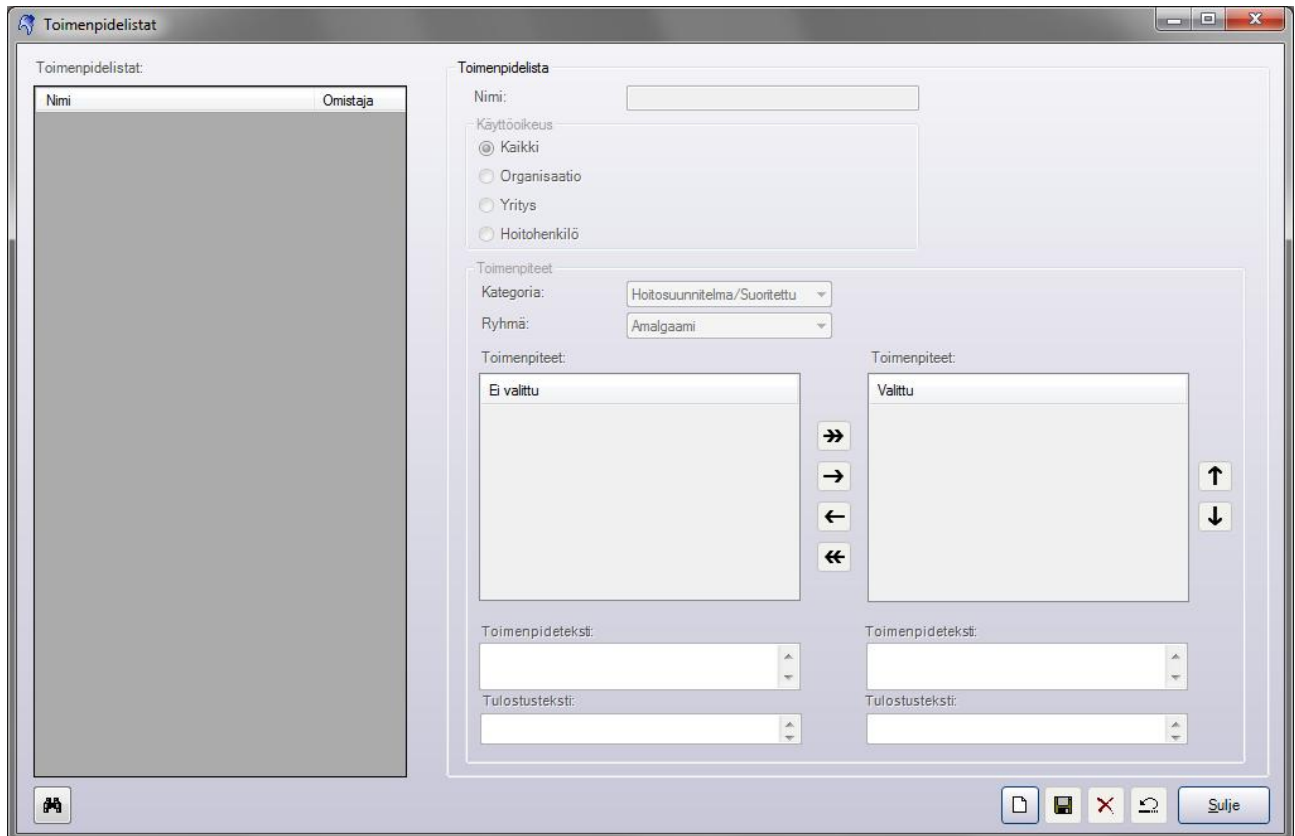 Toimenpidelistat
Toimenpidelistat:
Nimi Omistaja
Toimenpidelista
Nimi:
Käyttöoikeus
Kaikki
Organisaatio
Yritys
Hoitohenkilö
Toimenpiteet
Kategoria: Hoitosuunnitelma/Suoritettu
Ryhmä: Amalgaami
Toimenpiteet: Toimenpiteet:
Ei valittu Valittu
Toimenpideteksti: Toimenpideteksti:
Tulostusteksti: Tulostusteksti:
Sulje